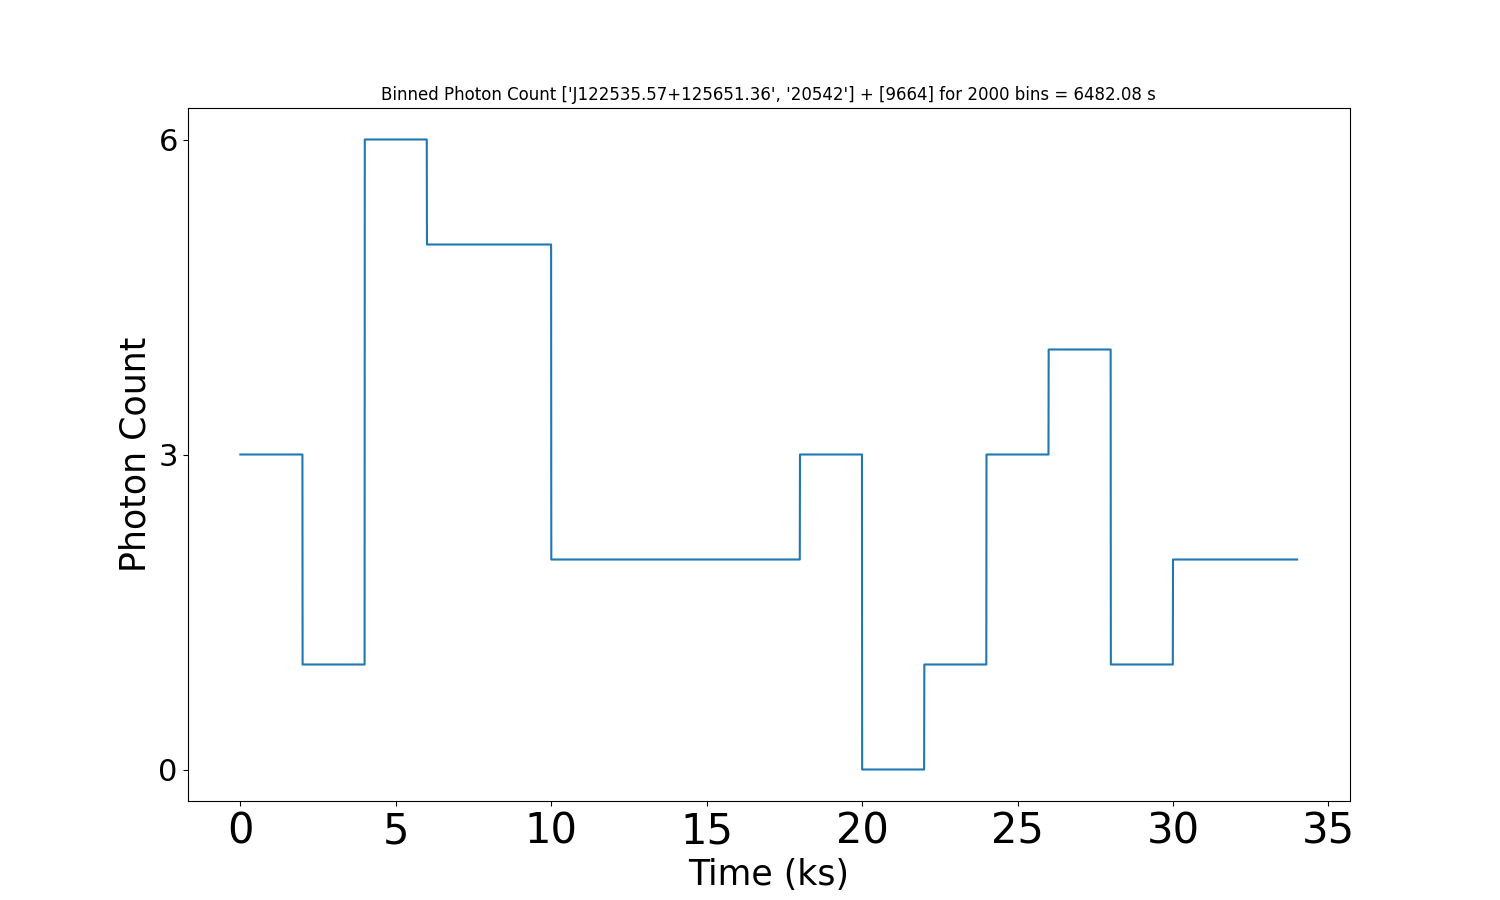 Binned Photon Count ['J122535.57+125651.36', '20542'] + [9664] for 2000 bins = 6482.08 s
6
3
0
Photon Count
0 5 10 15 20 25 30 35
Time (ks)